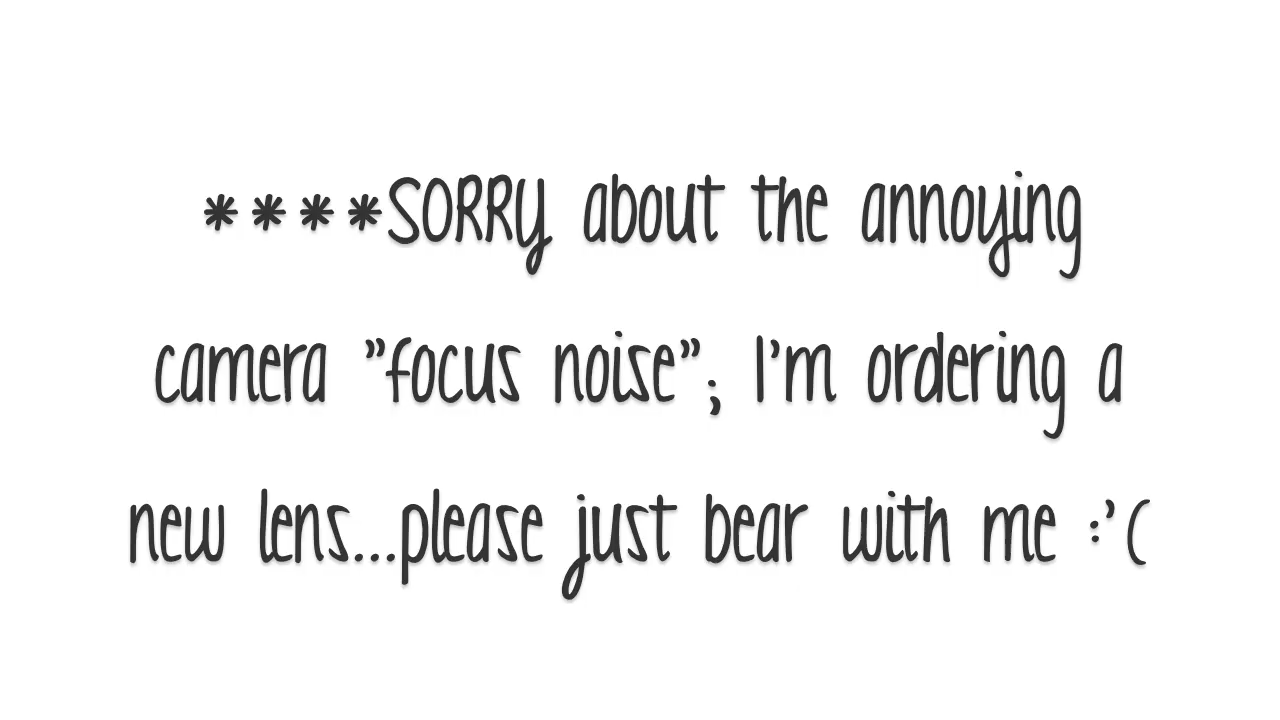 ****SORRY about the annoying
camera "focus noise"; I'm ordering a
new lens...please just bear with me :'(